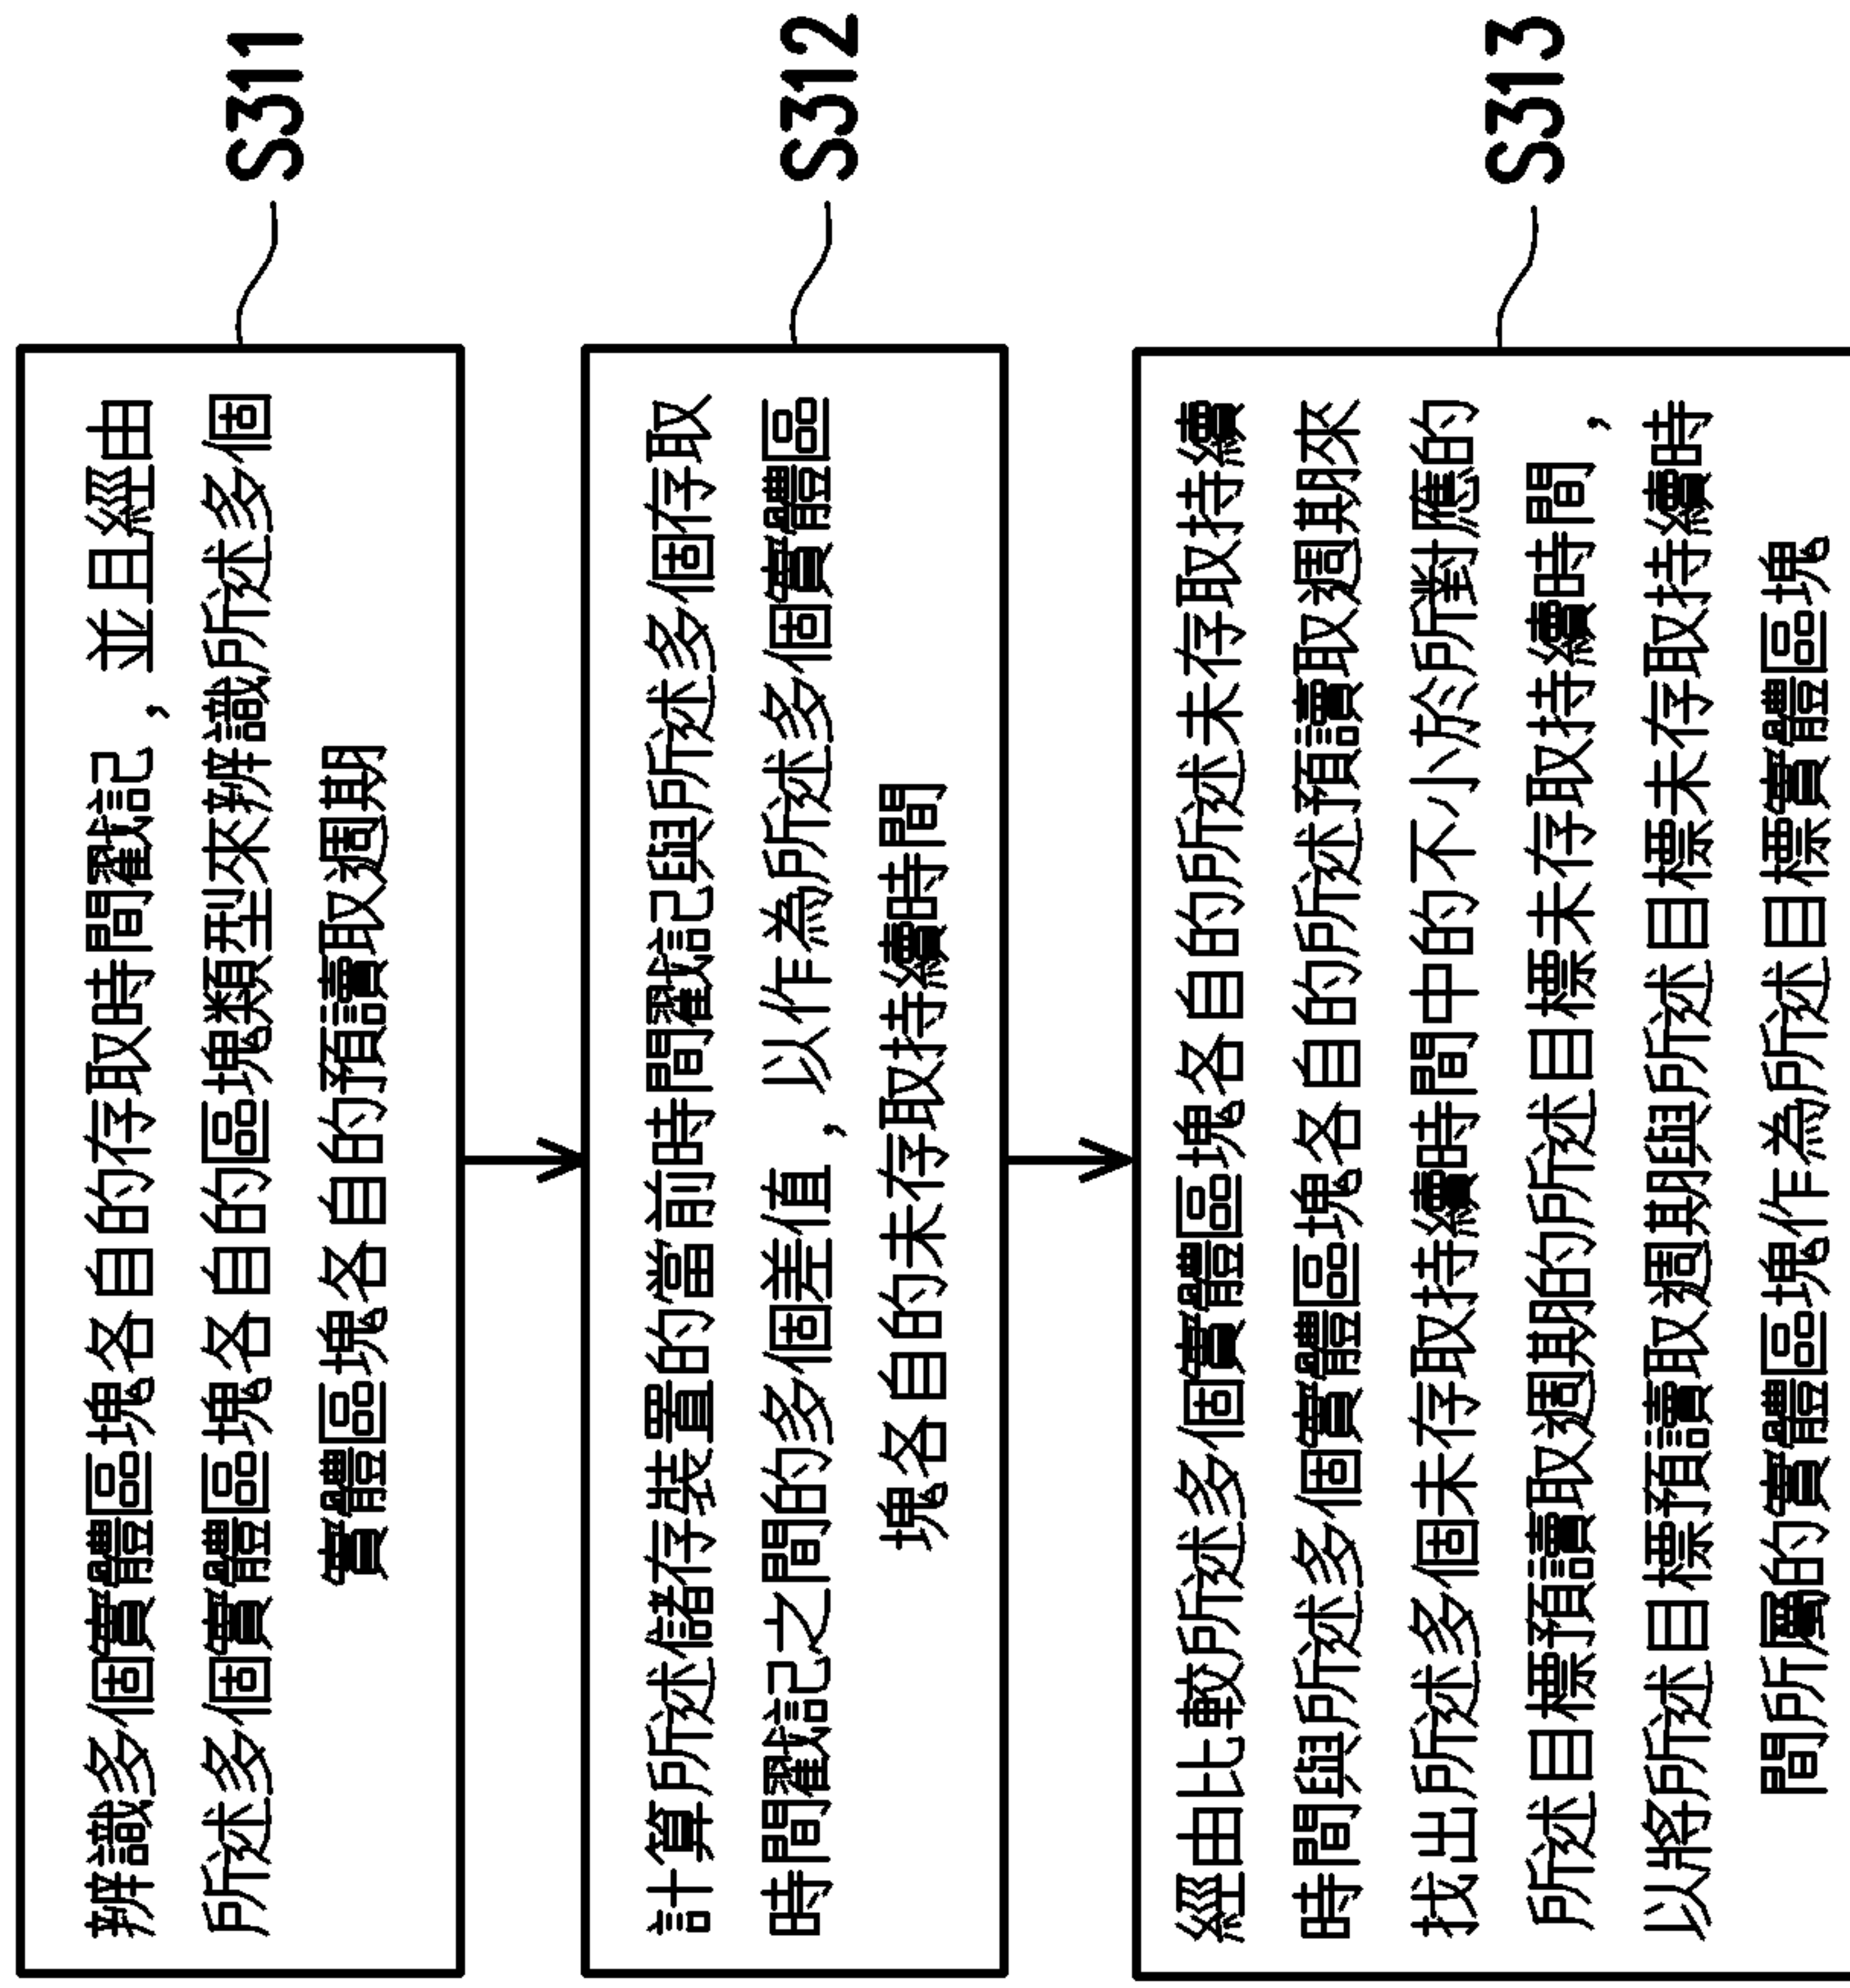 辨識多個實體區塊各自的存取時間戳記，並且經由
所述多個實體區塊各自的區塊類型來辨識所述多個
實體區塊各自的預讀取週期
S311
計算所述儲存裝置的當前時間戳記與所述多個存取
時間戳記之間的多個差值，以作為所述多個實體區
塊各自的未存取持續時間
S312
經由比較所述多個實體區塊各自的所述未存取持續
時間與所述多個實體區塊各自的所述預讀取週期來
找出所述多個未存取持續時間中的不小於所對應的
所述目標預讀取週期的所述目標未存取持續時間，
以將所述目標預讀取週期與所述目標未存取持續時
間所屬的實體區塊作為所述目標實體區塊
S313